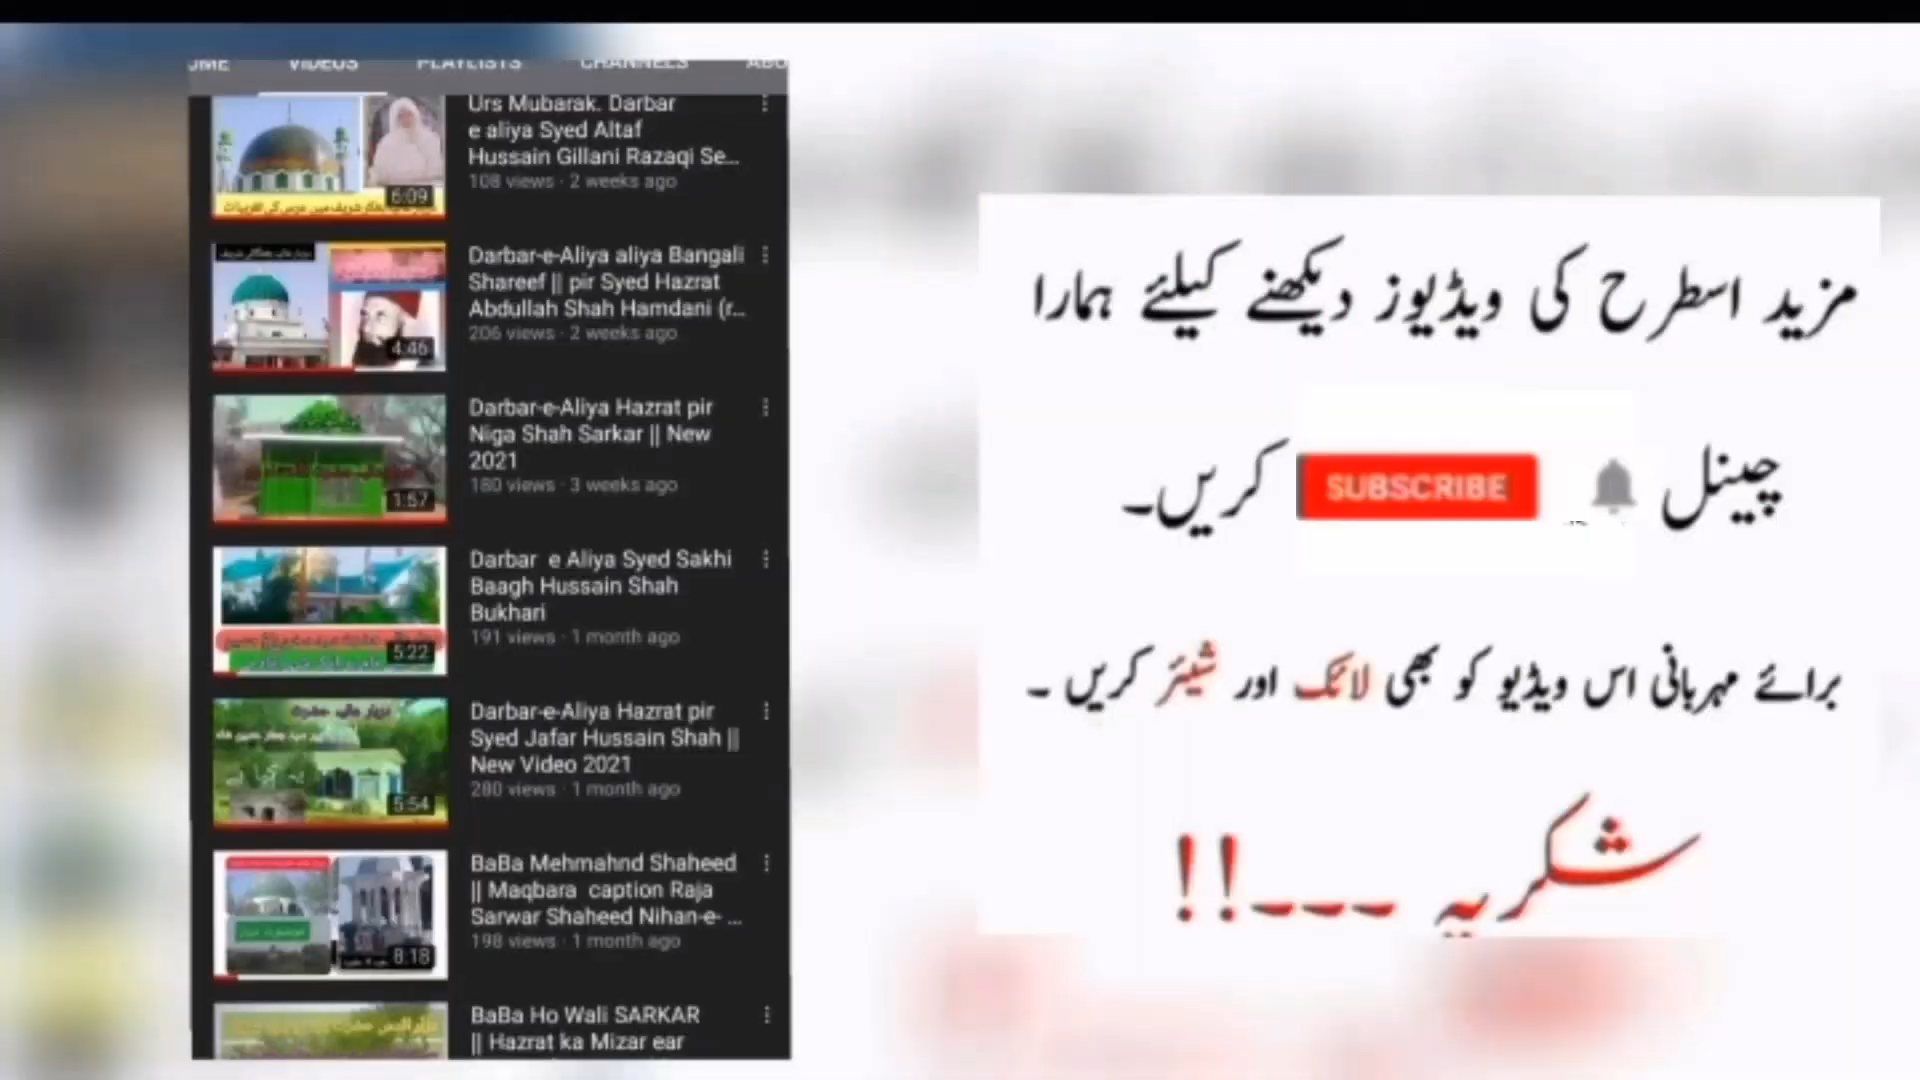 VIDEOS
PLAYLISTS
CHANNELS
Urs Mubarak. Darbar
e aliya Syed Altaf
Hussain Gillani Razaqi Se...
108 views · 2 weeks ago
6:09
Darbar-e-Aliya aliya Bangali
Shareef || pir Syed Hazrat
Abdullah Shah Hamdani (r...
206 views · 2 weeks ago
4:46
Darbar-e-Aliya Hazrat pir
Niga Shah Sarkar || New
2021
180 views · 3 weeks ago
1:57
Darbar e Aliya Syed Sakhi
Baagh Hussain Shah
Bukhari
191 views · 1 month ago
5:22
Darbar-e-Aliya Hazrat pir
Syed Jafar Hussain Shah ||
New Video 2021
280 views · 1 month ago
5:54
BaBa Mehmahnd Shaheed
|| Maqbara caption Raja
Sarwar Shaheed Nihan-e- ...
198 views · 1 month ago
8:18
BaBa Ho Wali SARKAR
|| Hazrat ka Mizar ear
مزید اسطرح کی ویڈیوز دیکھنے کیلئے ہمارا
چینل SUBSCRIBE کریں۔
برائے مہربانی اس ویڈیو کو بھی لائک اور شیئر کریں ۔
شکریہ ۔۔۔!!